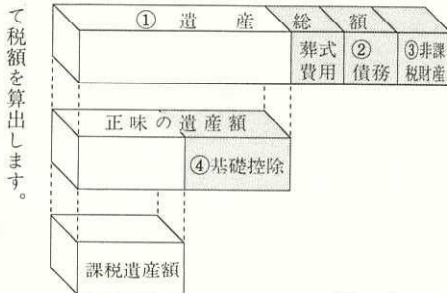 て税額を算出します。
①遺産総額
葬式費用
②債務
③非課税財産
正味の遺産額
④基礎控除
課税遺産額